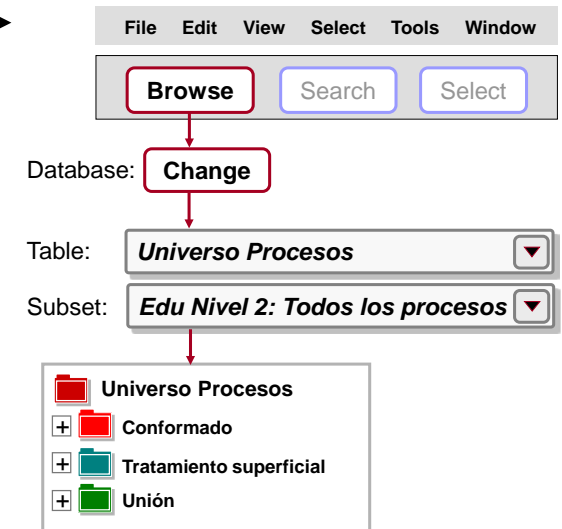 File Edit View Select Tools Window
Browse Search Select
Database: Change
Table: Universo Procesos
Subset: Edu Nivel 2: Todos los procesos
Universo Procesos
Conformado
Tratamiento superficial
Unión